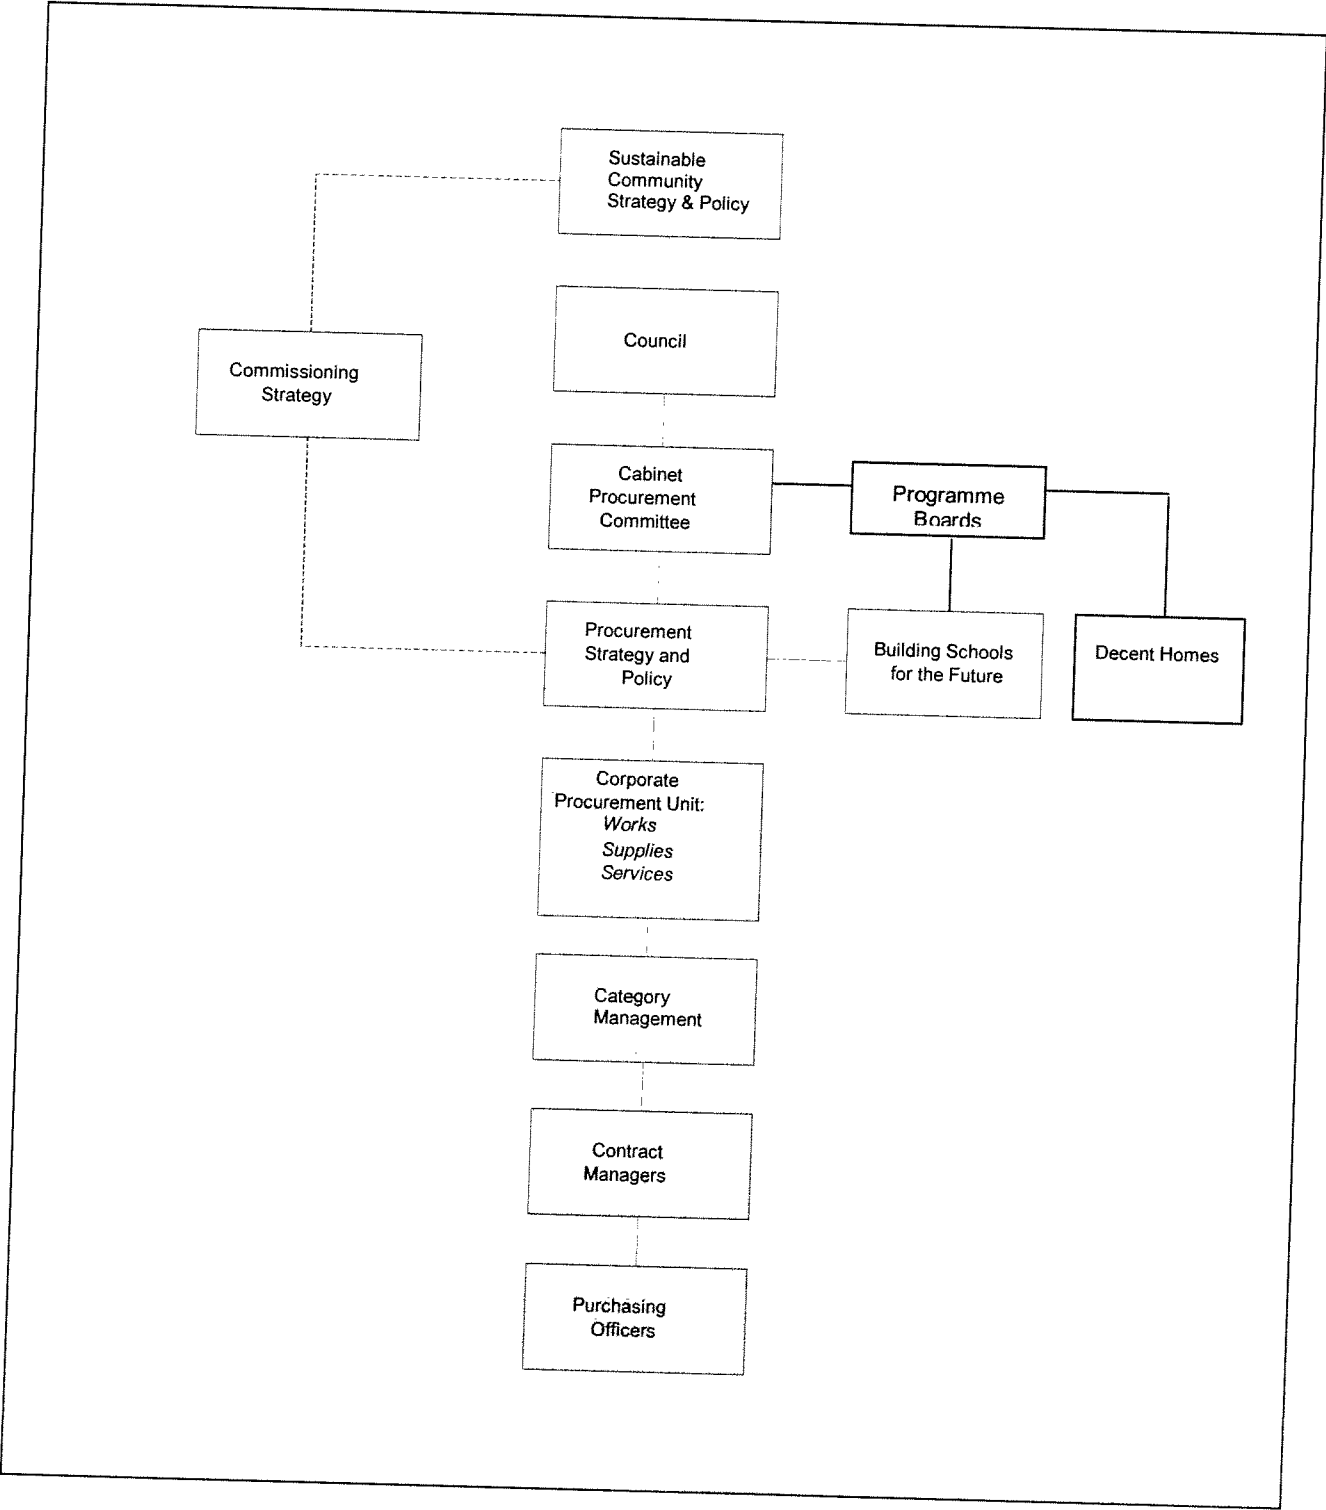 Sustainable
Community
Strategy & Policy
Council
Commissioning
Strategy
Cabinet
Procurement
Committee
Programme
Boards
Procurement
Strategy and
Policy
Building Schools
for the Future
Decent Homes
Corporate
Procurement Unit:
Works
Supplies
Services
Category
Management
Contract
Managers
Purchasing
Officers